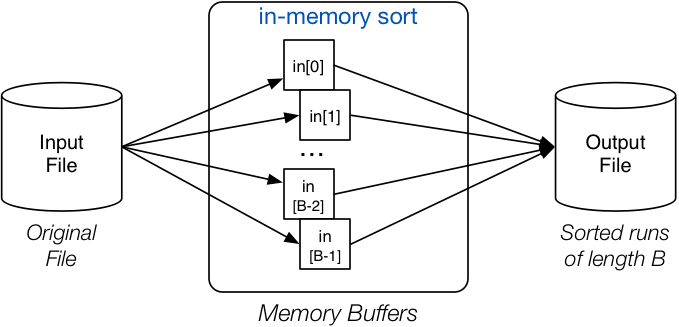 in-memory sort
in[0]
in[1]
...
in
[B-2]
in
[B-1]
Input
File
Original
File
Output
File
Sorted runs
of length B
Memory Buffers